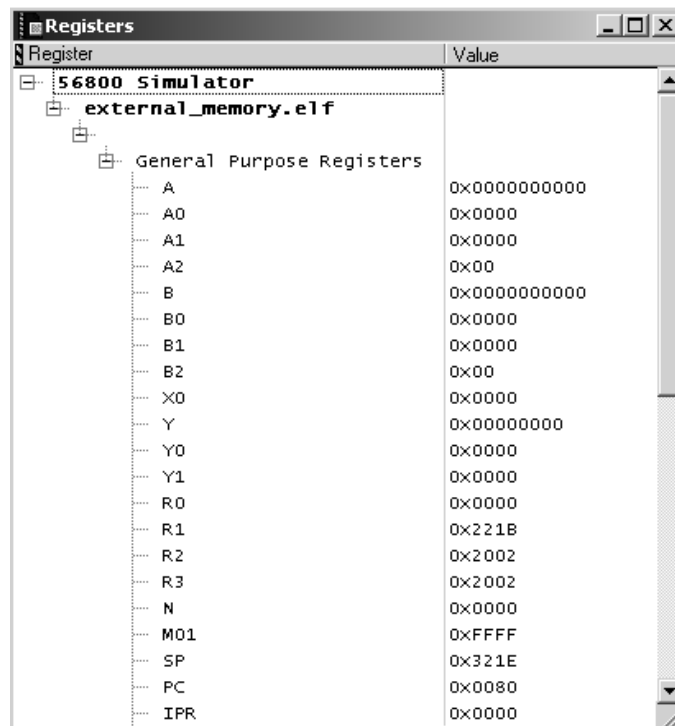 Registers
Register Value
56800 Simulator
external_memory.elf
General Purpose Registers
A 0x0000000000
A0 0x0000
A1 0x0000
A2 0x00
B 0x0000000000
B0 0x0000
B1 0x0000
B2 0x00
X0 0x0000
Y 0x00000000
Y0 0x0000
Y1 0x0000
R0 0x0000
R1 0x221B
R2 0x2002
R3 0x2002
N 0x0000
M01 0xFFFF
SP 0x321E
PC 0x0080
IPR 0x0000